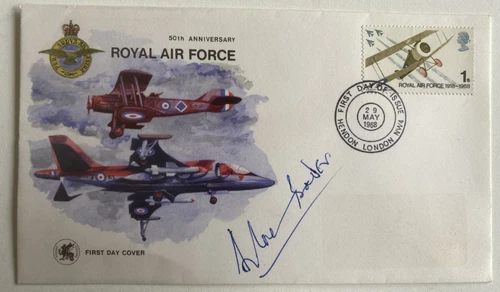 50TH ANNIVERSARY
ROYAL AIR FORCE
1s
ROYAL AIR FORCE 1918-1968
FIRST DAY OF ISSUE
29
MAY
1968
HENDON LONDON NW4
FIRST DAY COVER